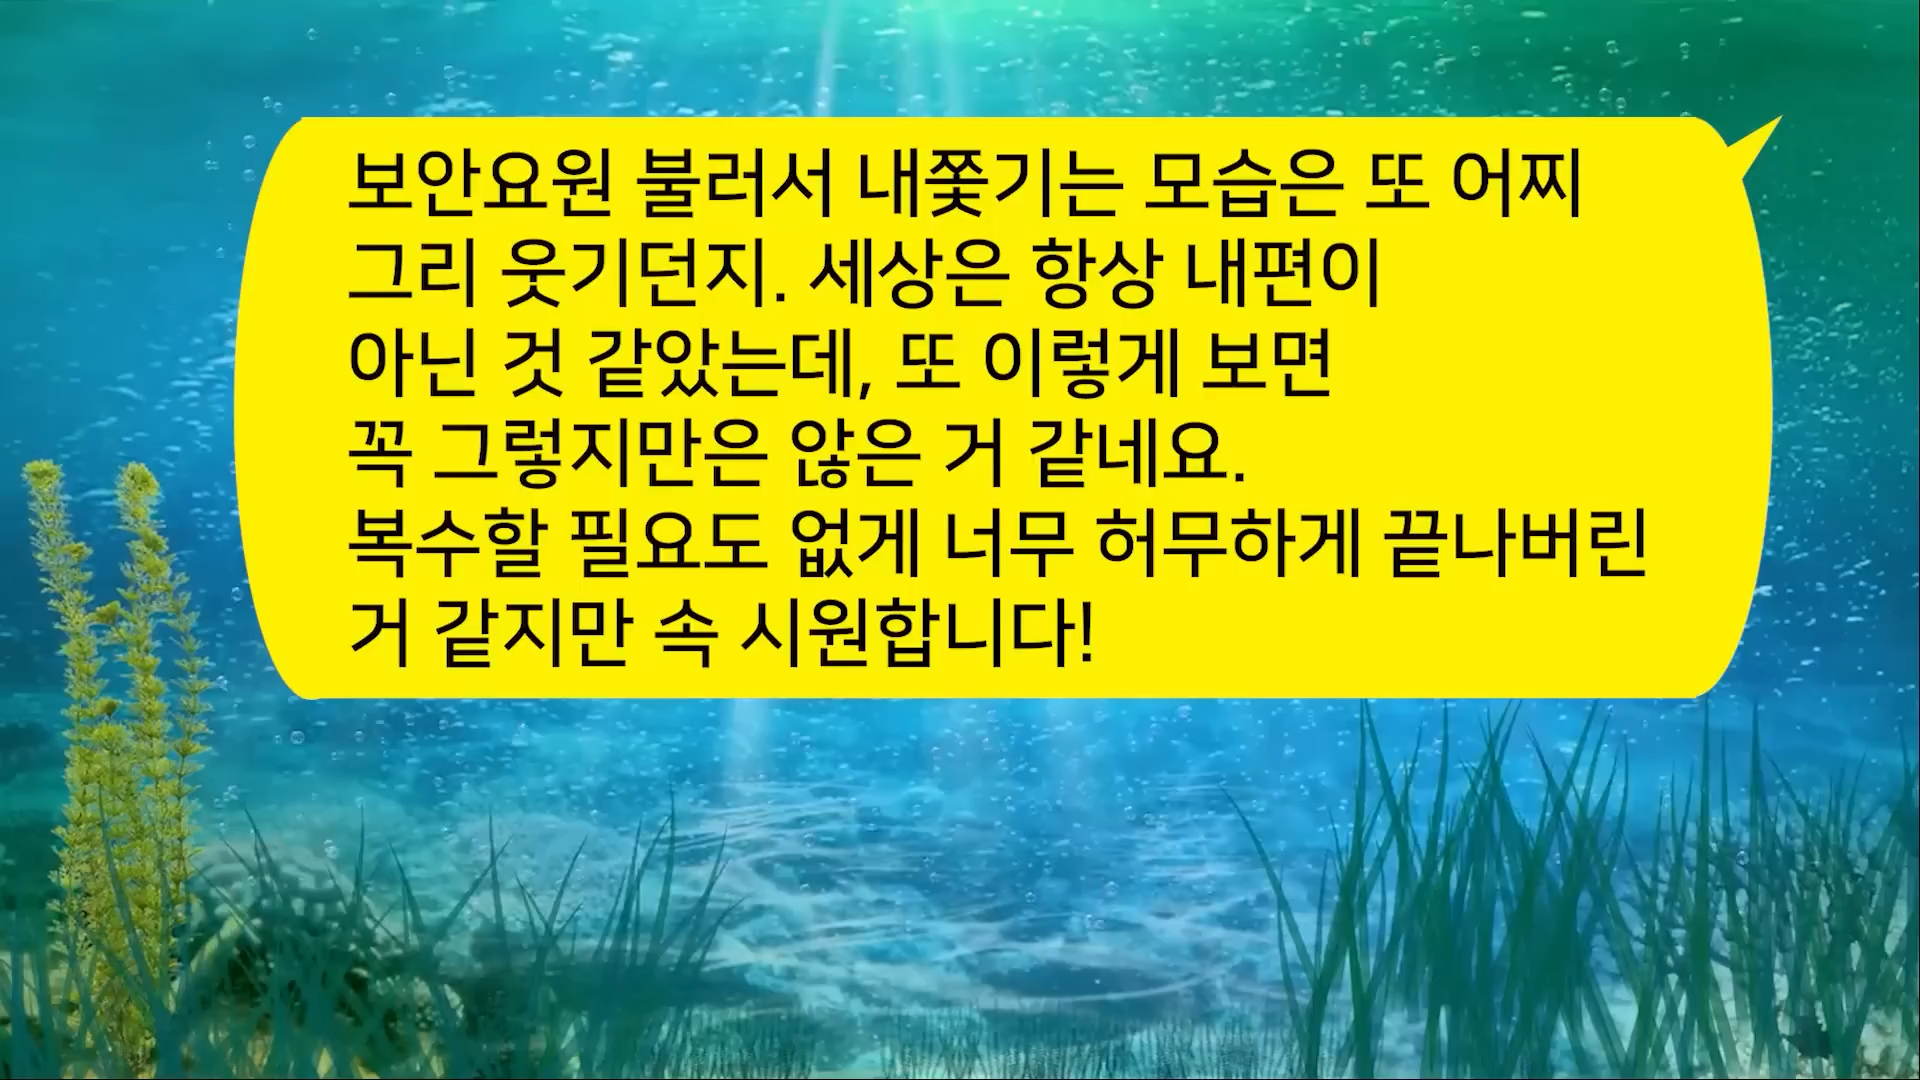 보안요원 불러서 내쫓기는 모습은 또 어찌
그리 웃기던지. 세상은 항상 내편이
아닌 것 같았는데, 또 이렇게 보면
꼭 그렇지만은 않은 거 같네요.
복수할 필요도 없게 너무 허무하게 끝나버린
거 같지만 속 시원합니다!